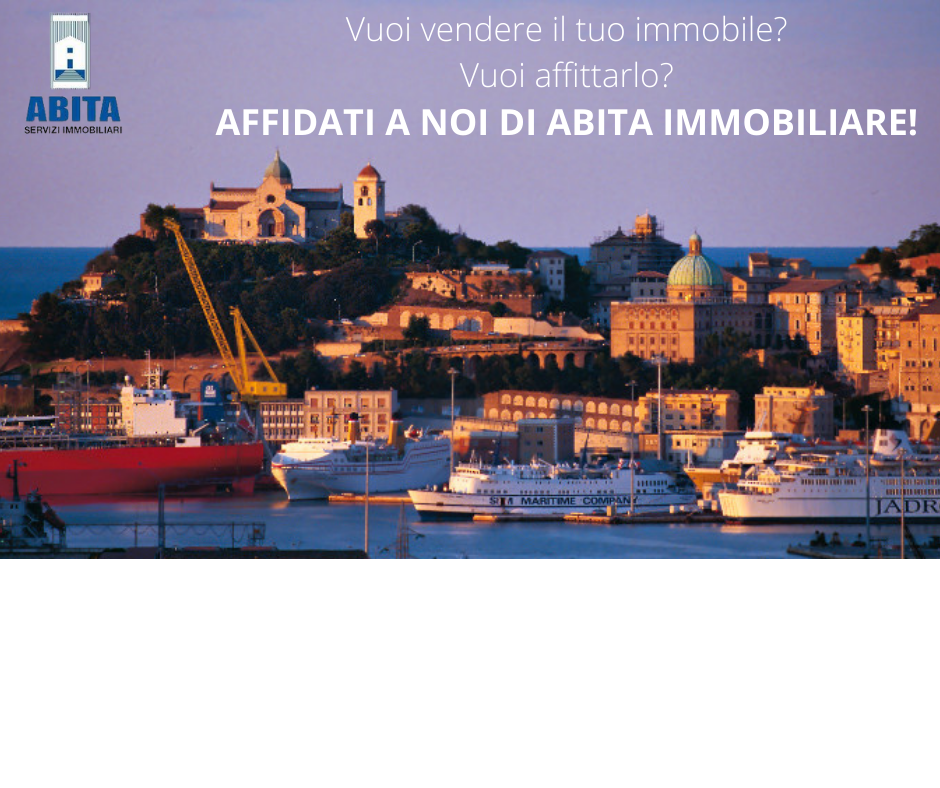 Vuoi vendere il tuo immobile?
Vuoi affittarlo?
AFFIDATI A NOI DI ABITA IMMOBILIARE!
ABITA
SERVIZI IMMOBILIARI
MARITIME COMPANY
JADR